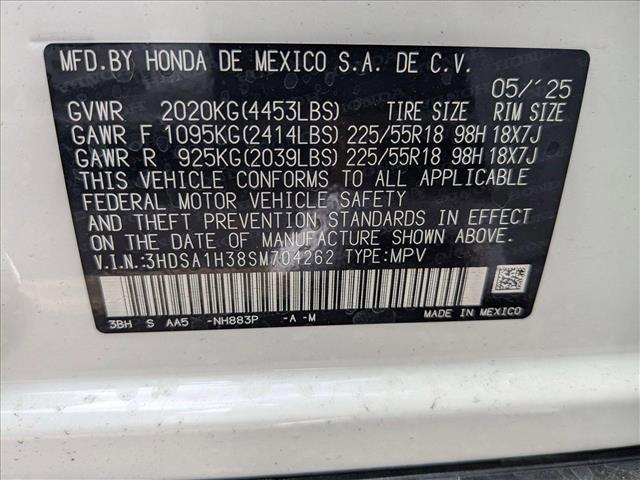 MFD.BY HONDA DE MEXICO S.A. DE C.V.
05/'25
GVWR 2020KG(4453LBS) TIRE SIZE RIM SIZE
GAWR F 1095KG(2414LBS) 225/55R18 98H 18X7J
GAWR R 925KG(2039LBS) 225/55R18 98H 18X7J
THIS VEHICLE CONFORMS TO ALL APPLICABLE
FEDERAL MOTOR VEHICLE SAFETY
AND THEFT PREVENTION STANDARDS IN EFFECT
ON THE DATE OF MANUFACTURE SHOWN ABOVE.
V.I.N.:3HDSA1H38SM704262 TYPE:MPV
3BH S AA5 -NH883P -A -M MADE IN MEXICO